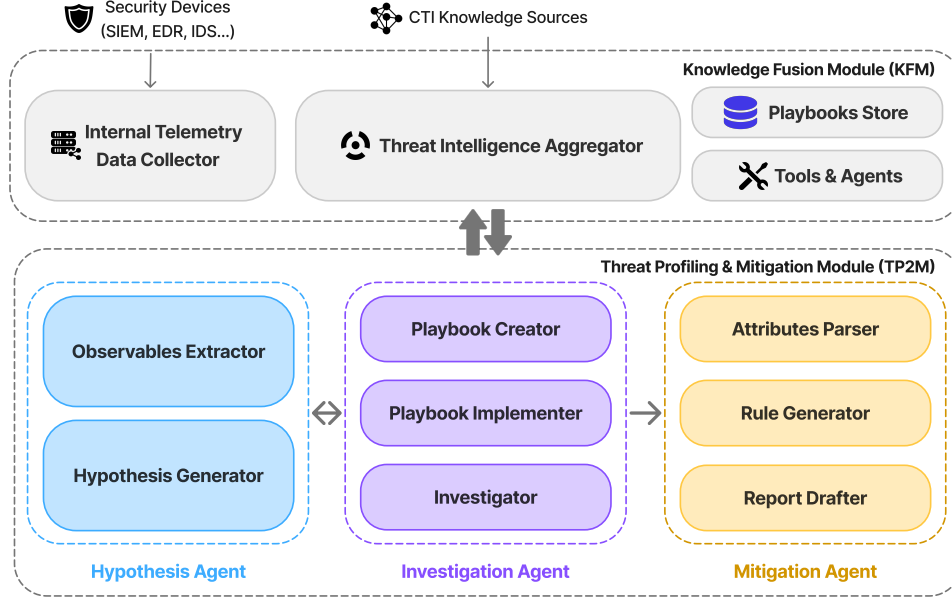 Security Devices
(SIEM, EDR, IDS...)
CTI Knowledge Sources
Knowledge Fusion Module (KFM)
Internal Telemetry
Data Collector
Threat Intelligence Aggregator
Playbooks Store
Tools & Agents
Threat Profiling & Mitigation Module (TP2M)
Observables Extractor
Hypothesis Generator
Hypothesis Agent
Playbook Creator
Playbook Implementer
Investigator
Investigation Agent
Attributes Parser
Rule Generator
Report Drafter
Mitigation Agent